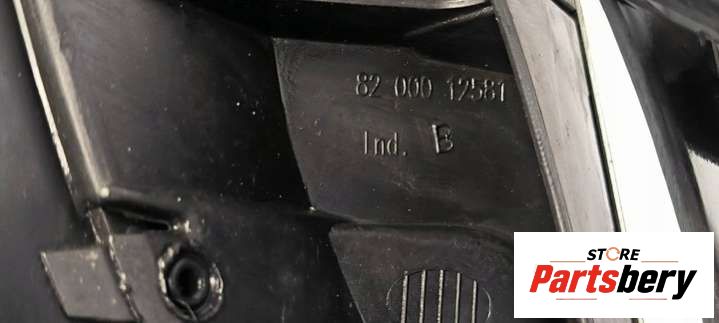 82 000 12581
Ind. B
STORE
Partsbery